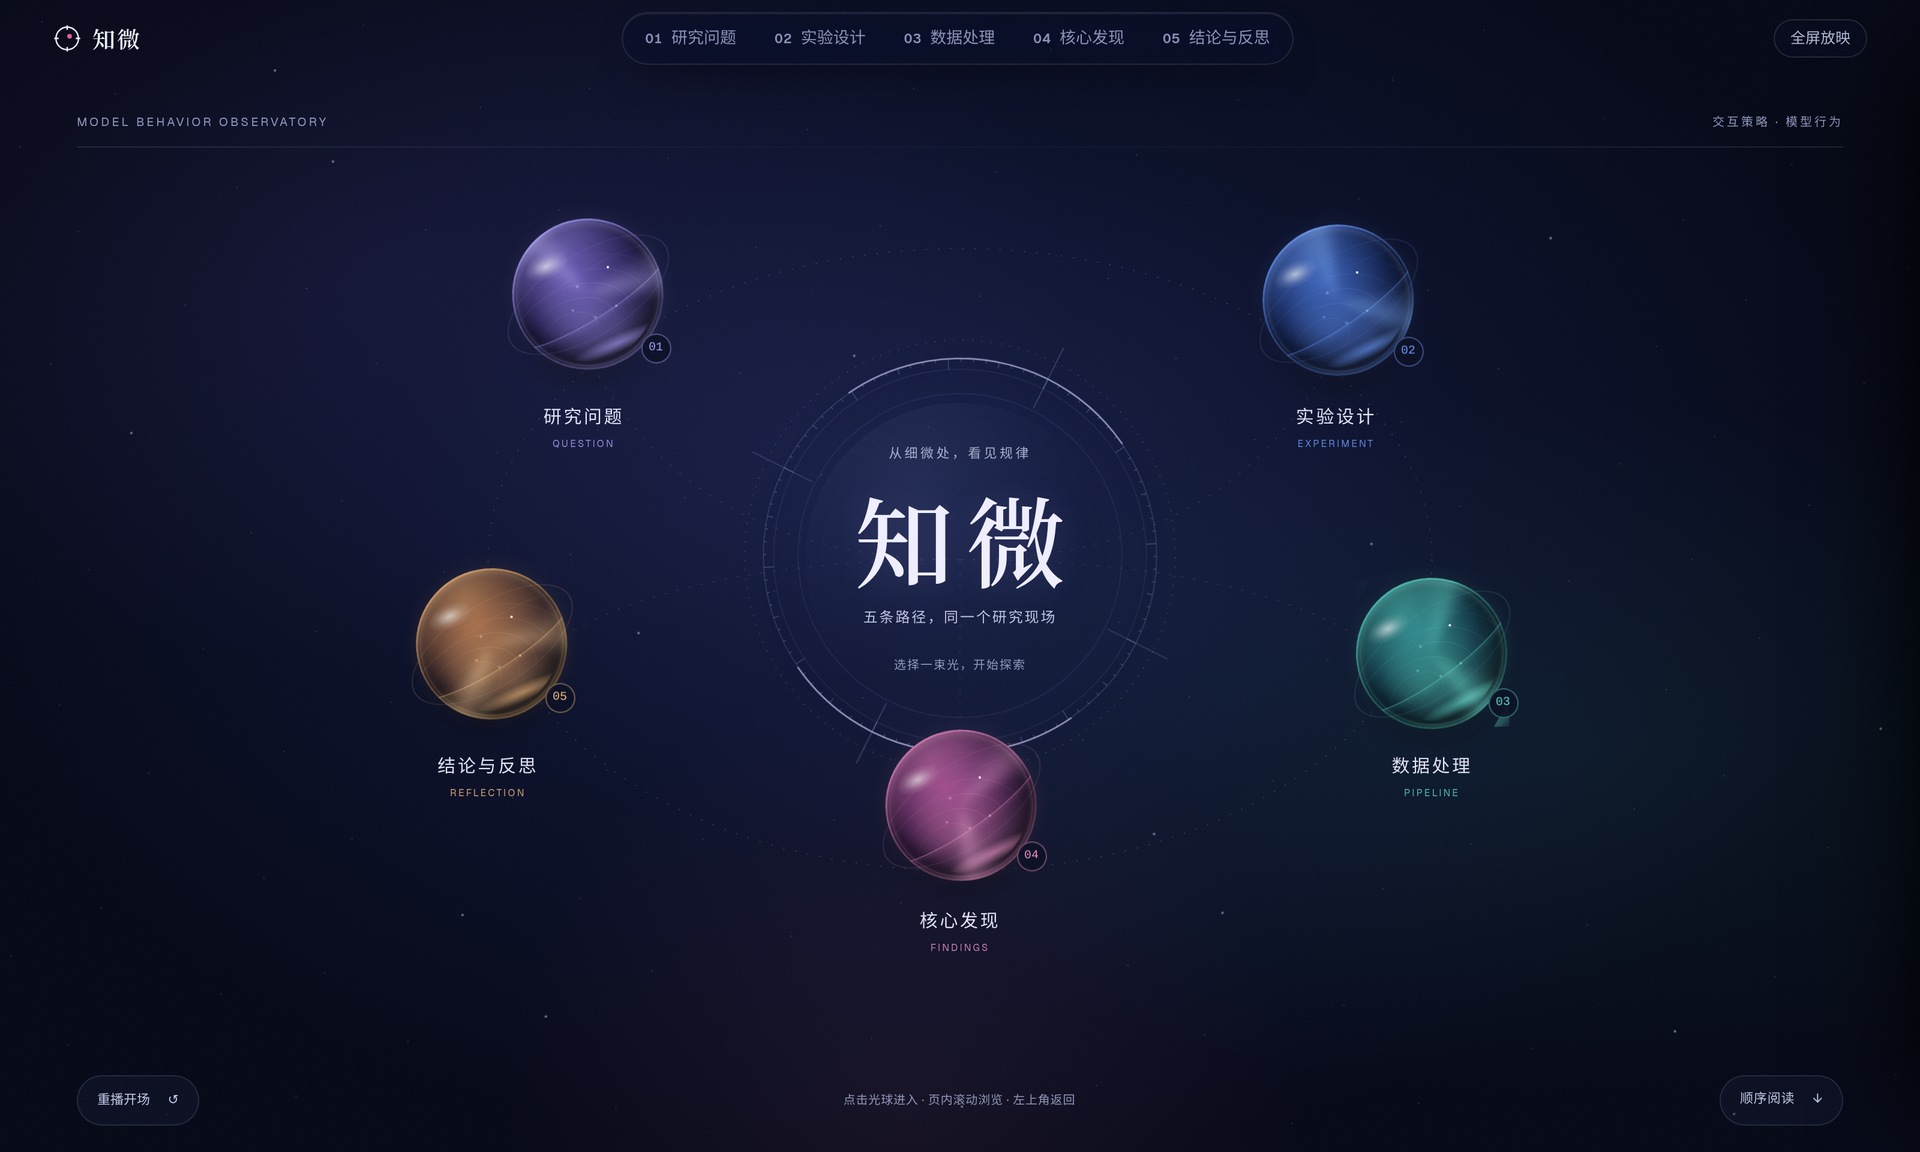 知微
01 研究问题
02 实验设计
03 数据处理
04 核心发现
05 结论与反思
全屏放映
MODEL BEHAVIOR OBSERVATORY
交互策略 · 模型行为
01
研究问题
QUESTION
02
实验设计
EXPERIMENT
从细微处，看见规律
知微
五条路径，同一个研究现场
选择一束光，开始探索
05
结论与反思
REFLECTION
03
数据处理
PIPELINE
04
核心发现
FINDINGS
重播开场 ↺
点击光球进入 · 页内滚动浏览 · 左上角返回
顺序阅读 ↓